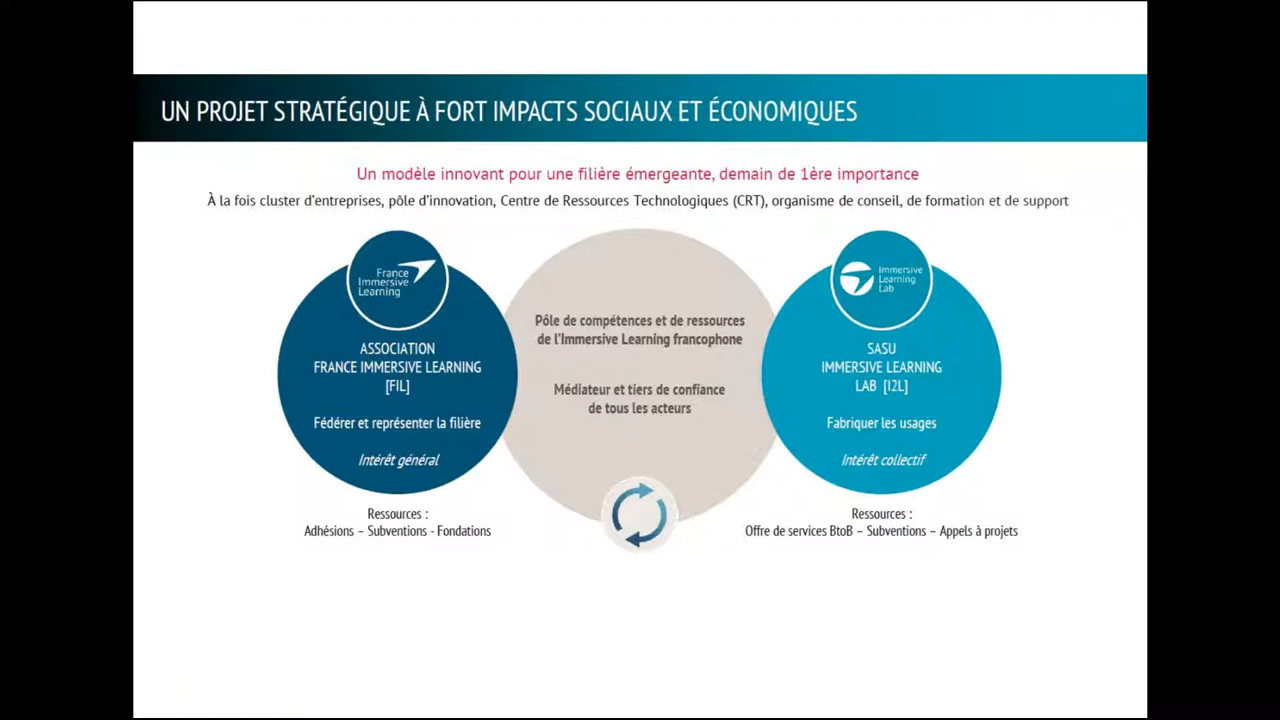 UN PROJET STRATÉGIQUE À FORT IMPACTS SOCIAUX ET ÉCONOMIQUES
Un modèle innovant pour une filière émergeante, demain de 1ère importance
À la fois cluster d'entreprises, pôle d'innovation, Centre de Ressources Technologiques (CRT), organisme de conseil, de formation et de support
France
Immersive
Learning
ASSOCIATION
FRANCE IMMERSIVE LEARNING
[FIL]
Fédérer et représenter la filière
Intérêt général
Ressources :
Adhésions – Subventions - Fondations
Pôle de compétences et de ressources
de l'Immersive Learning francophone
Médiateur et tiers de confiance
de tous les acteurs
Immersive
Learning
Lab
SASU
IMMERSIVE LEARNING
LAB [I2L]
Fabriquer les usages
Intérêt collectif
Ressources :
Offre de services BtoB – Subventions – Appels à projets